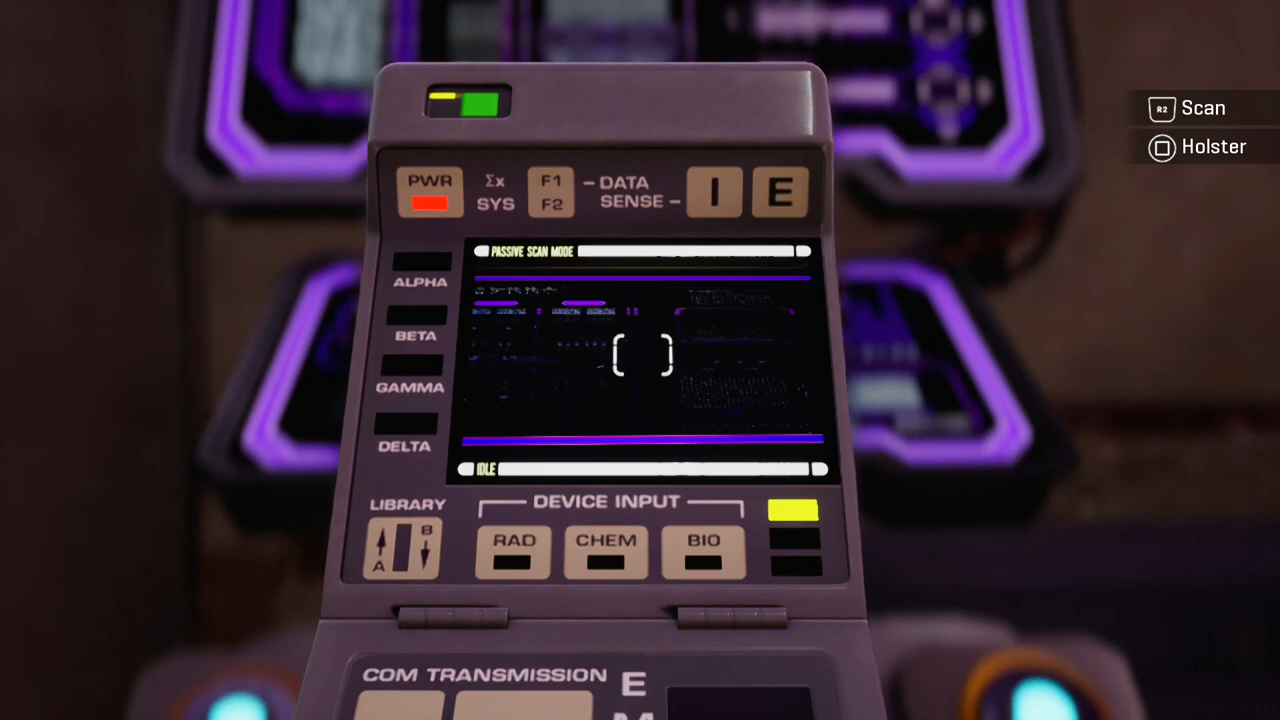 R2 Scan
Holster
PWR
Σx
SYS
F1
F2
– DATA
SENSE –
I
E
PASSIVE SCAN MODE
ALPHA
BETA
GAMMA
DELTA
IDLE
LIBRARY
A
B
DEVICE INPUT
RAD
CHEM
BIO
COM TRANSMISSION
E